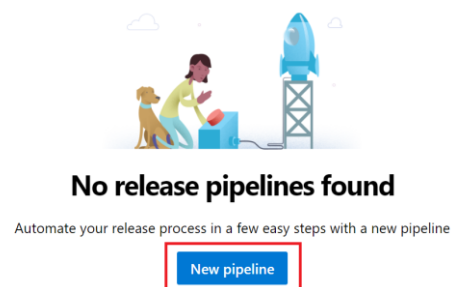 No release pipelines found
Automate your release process in a few easy steps with a new pipeline
New pipeline